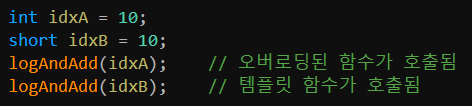 int idxA = 10;
short idxB = 10;
logAndAdd(idxA);    // 오버로딩된 함수가 호출됨
logAndAdd(idxB);    // 템플릿 함수가 호출됨